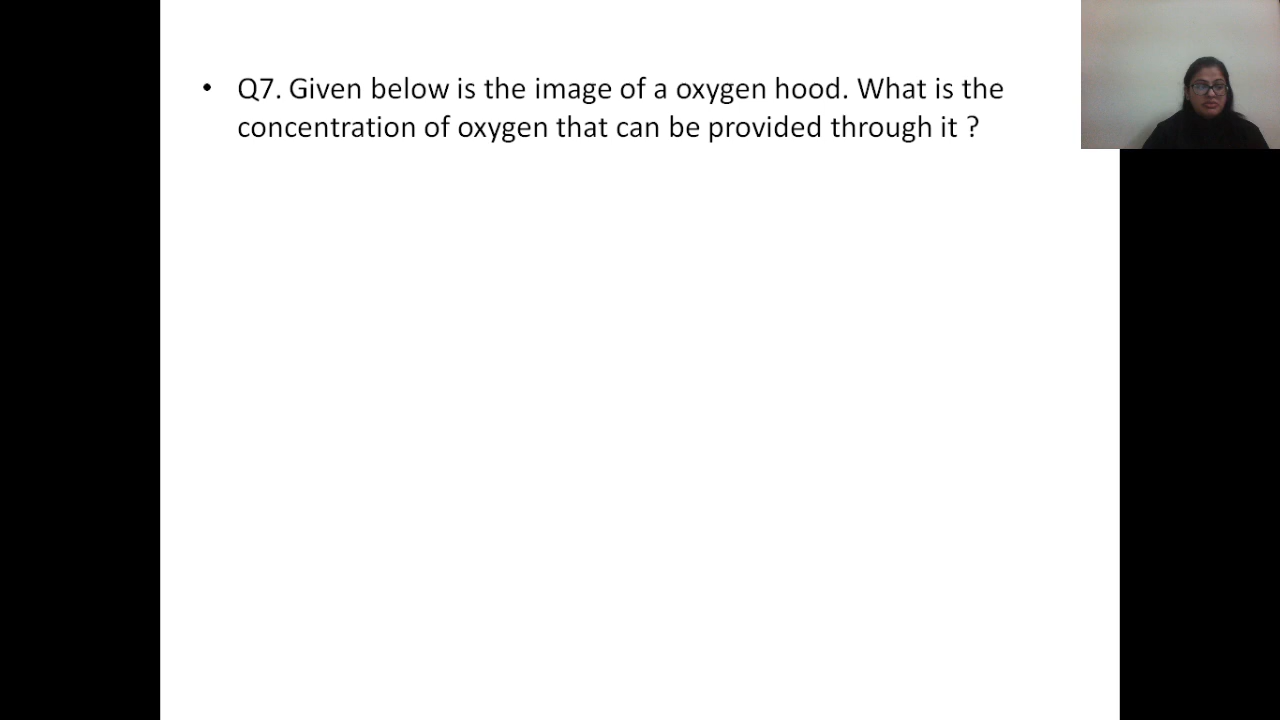 • Q7. Given below is the image of a oxygen hood. What is the
concentration of oxygen that can be provided through it ?